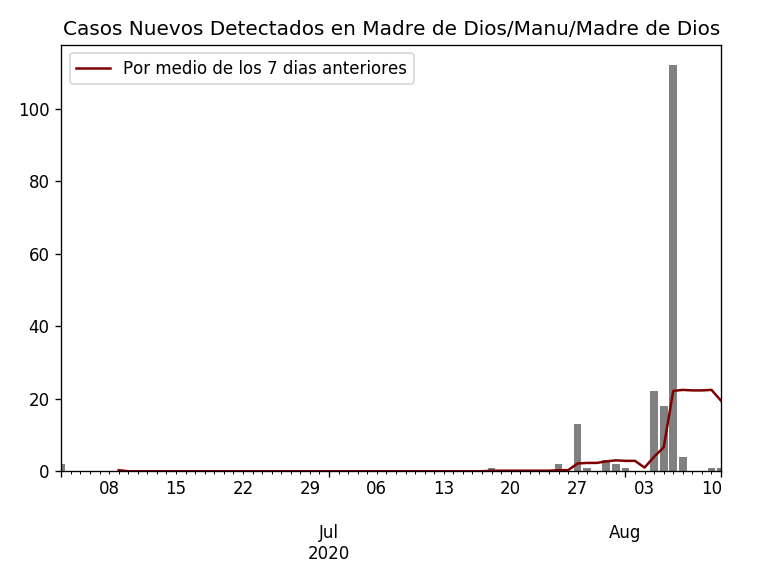 Casos Nuevos Detectados en Madre de Dios/Manu/Madre de Dios
Por medio de los 7 dias anteriores
100
80
60
40
20
0
08 15 22 29 06 13 20 27 03 10
Jul Aug
2020